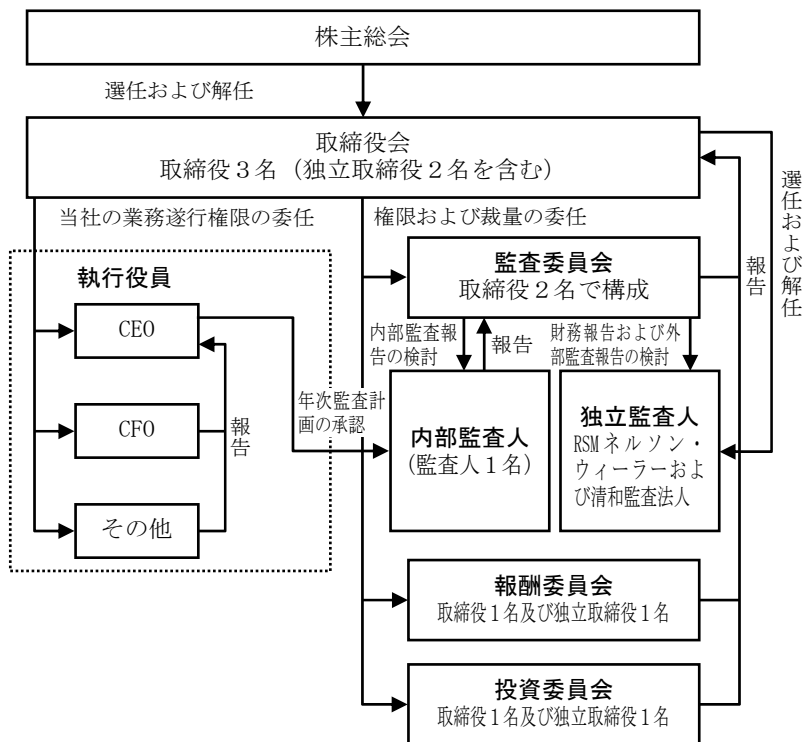 株主総会
選任および解任
取締役会
取締役3名(独立取締役2名を含む)
当社の業務遂行権限の委任
権限および裁量の委任
選任および解任
報告
執行役員
CEO
CFO
その他
報告
監査委員会
取締役2名で構成
内部監査報
告の検討
報告
財務報告および外
部監査報告の検討
年次監査計
画の承認
内部監査人
(監査人1名)
独立監査人
RSMネルソン・
ウィーラーおよ
び清和監査法人
報酬委員会
取締役1名及び独立取締役1名
投資委員会
取締役1名及び独立取締役1名